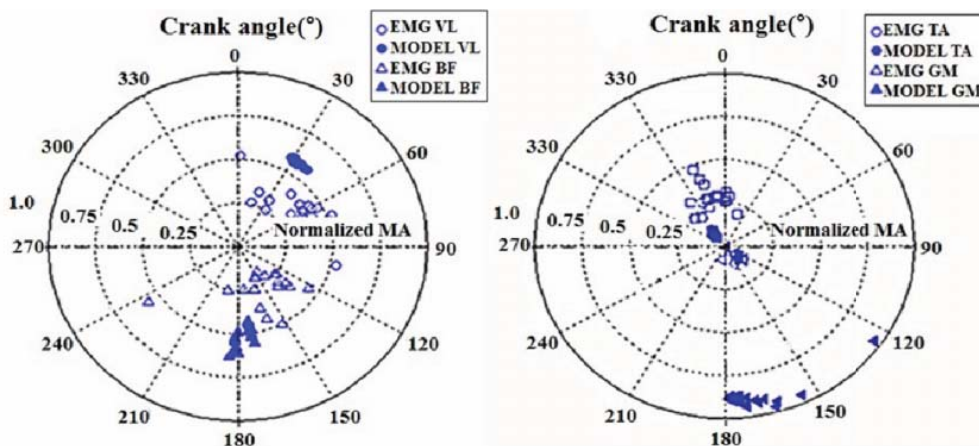 Crank angle(°)
EMG VL
MODEL VL
EMG BF
MODEL BF
0
330
30
300
60
1.0
0.75
0.5
0.25
Normalized MA
270
90
240
120
210
150
180
Crank angle(°)
EMG TA
MODEL TA
EMG GM
MODEL GM
0
330
30
300
60
1.0
0.75
0.5
0.25
Normalized MA
270
90
240
120
210
150
180